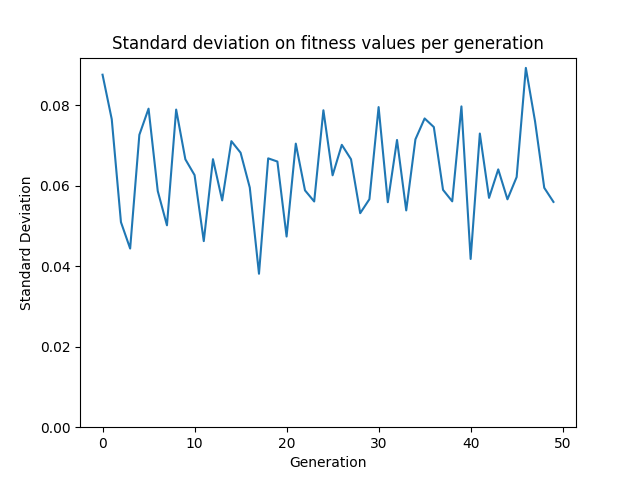 Standard deviation on fitness values per generation
Standard Deviation
0.08
0.06
0.04
0.02
0.00
0 10 20 30 40 50
Generation